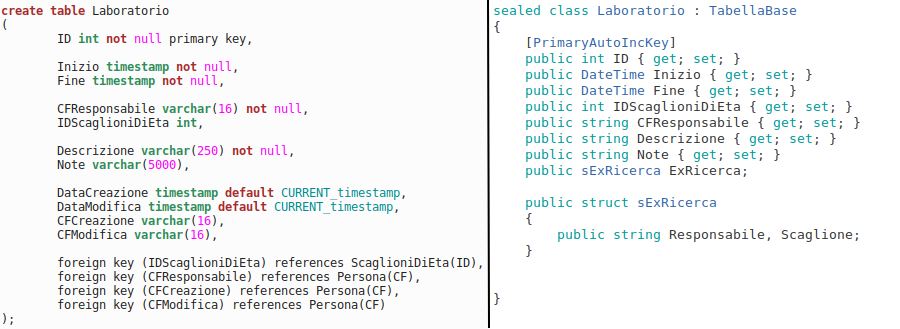 create table Laboratorio
(
ID int not null primary key,
Inizio timestamp not null,
Fine timestamp not null,
CFResponsabile varchar(16) not null,
IDScaglioniDiEta int,
Descrizione varchar(250) not null,
Note varchar(5000),
DataCreazione timestamp default CURRENT_timestamp,
DataModifica timestamp default CURRENT_timestamp,
CFCreazione varchar(16),
CFModifica varchar(16),
foreign key (IDScaglioniDiEta) references ScaglioniDiEta(ID),
foreign key (CFResponsabile) references Persona(CF),
foreign key (CFCreazione) references Persona(CF),
foreign key (CFModifica) references Persona(CF)
);
sealed class Laboratorio : TabellaBase
{
[PrimaryAutoIncKey]
public int ID { get; set; }
public DateTime Inizio { get; set; }
public DateTime Fine { get; set; }
public int IDScaglioniDiEta { get; set; }
public string CFResponsabile { get; set; }
public string Descrizione { get; set; }
public string Note { get; set; }
public sExRicerca ExRicerca;
public struct sExRicerca
{
public string Responsabile, Scaglione;
}
}